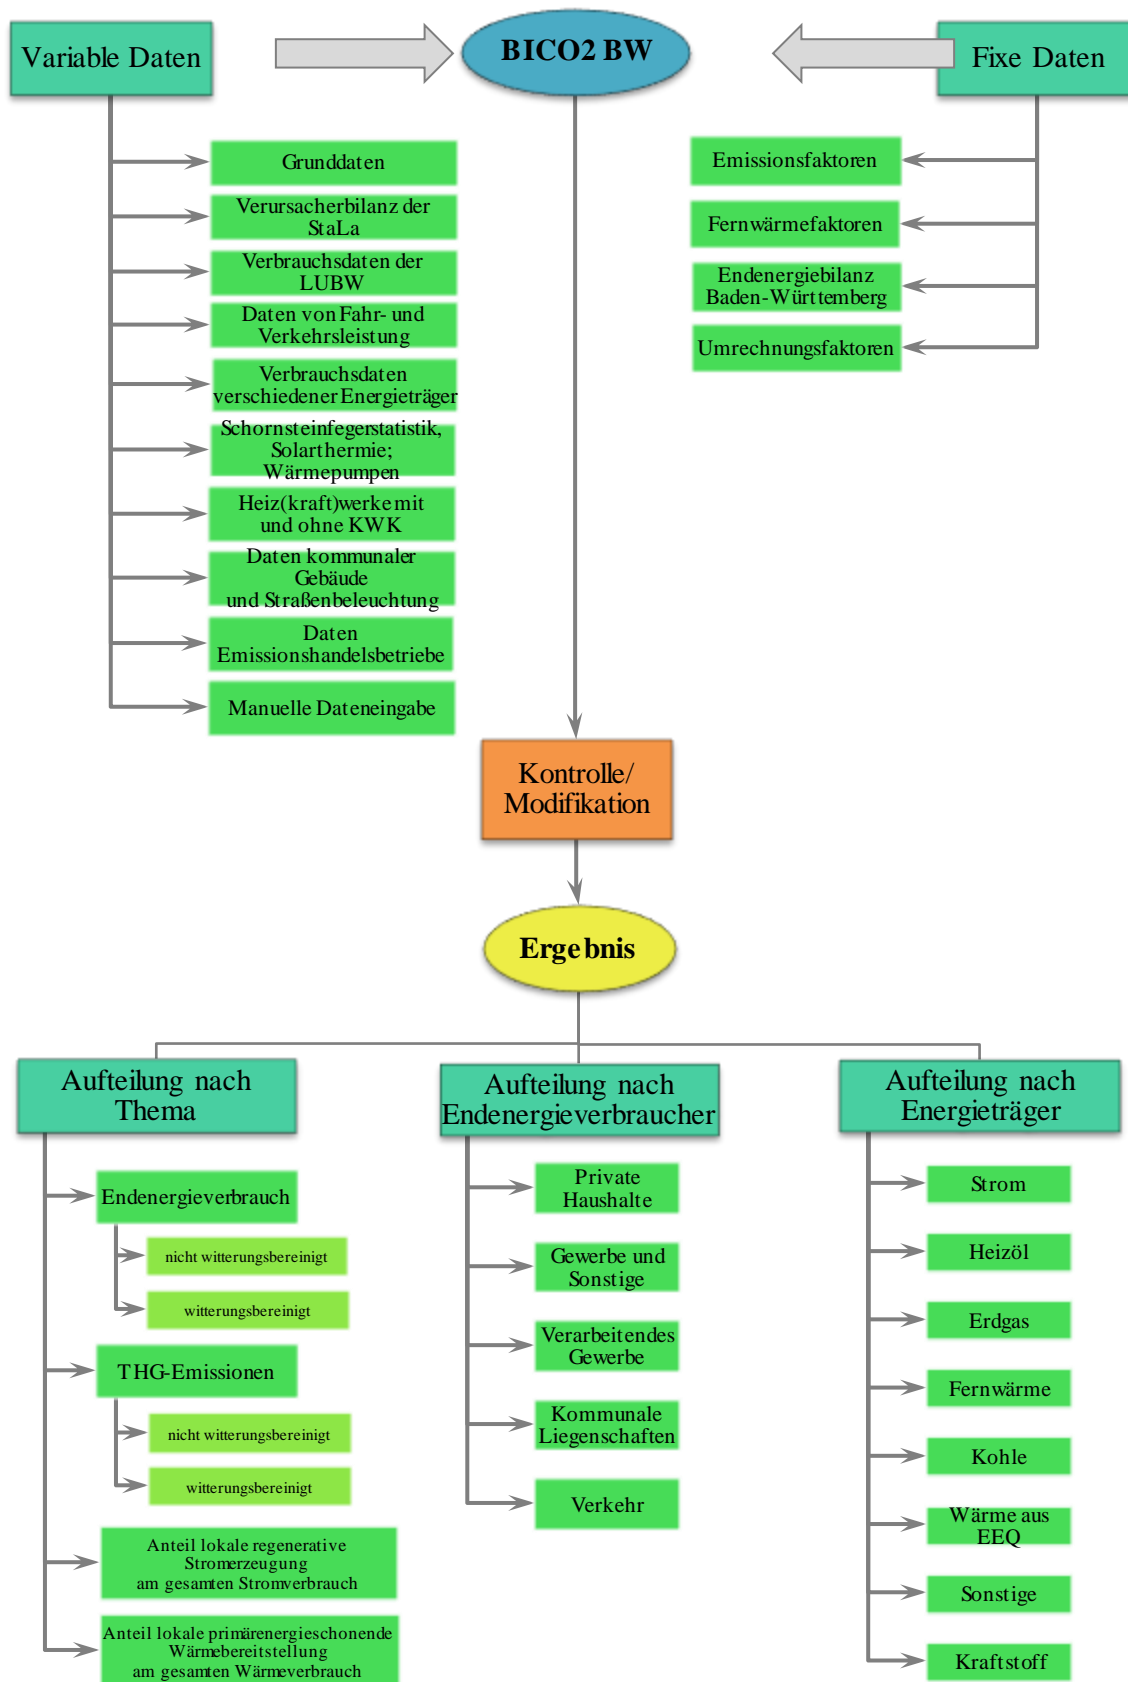 Variable Daten
BICO2 BW
Fixe Daten
Grunddaten
Verursacherbilanz der
StaLa
Verbrauchsdaten der
LUBW
Daten von Fahr- und
Verkehrsleistung
Verbrauchsdaten
verschiedener Energieträger
Schornsteinfegerstatistik,
Solarthermie;
Wärmepumpen
Heiz(kraft)werke mit
und ohne KWK
Daten kommunaler
Gebäude
und Straßenbeleuchtung
Daten
Emissionshandelsbetriebe
Manuelle Dateneingabe
Emissionsfaktoren
Fernwärmefaktoren
Endenergiebilanz
Baden-Württemberg
Umrechnungsfaktoren
Kontrolle/
Modifikation
Ergebnis
Aufteilung nach
Thema
Endenergieverbrauch
nicht witterungsbereinigt
witterungsbereinigt
THG-Emissionen
nicht witterungsbereinigt
witterungsbereinigt
Anteil lokale regenerative
Stromerzeugung
am gesamten Stromverbrauch
Anteil lokale primärenergieschonende
Wärmebereitstellung
am gesamten Wärmeverbrauch
Aufteilung nach
Endenergieverbraucher
Private
Haushalte
Gewerbe und
Sonstige
Verarbeitendes
Gewerbe
Kommunale
Liegenschaften
Verkehr
Aufteilung nach
Energieträger
Strom
Heizöl
Erdgas
Fernwärme
Kohle
Wärme aus
EEQ
Sonstige
Kraftstoff